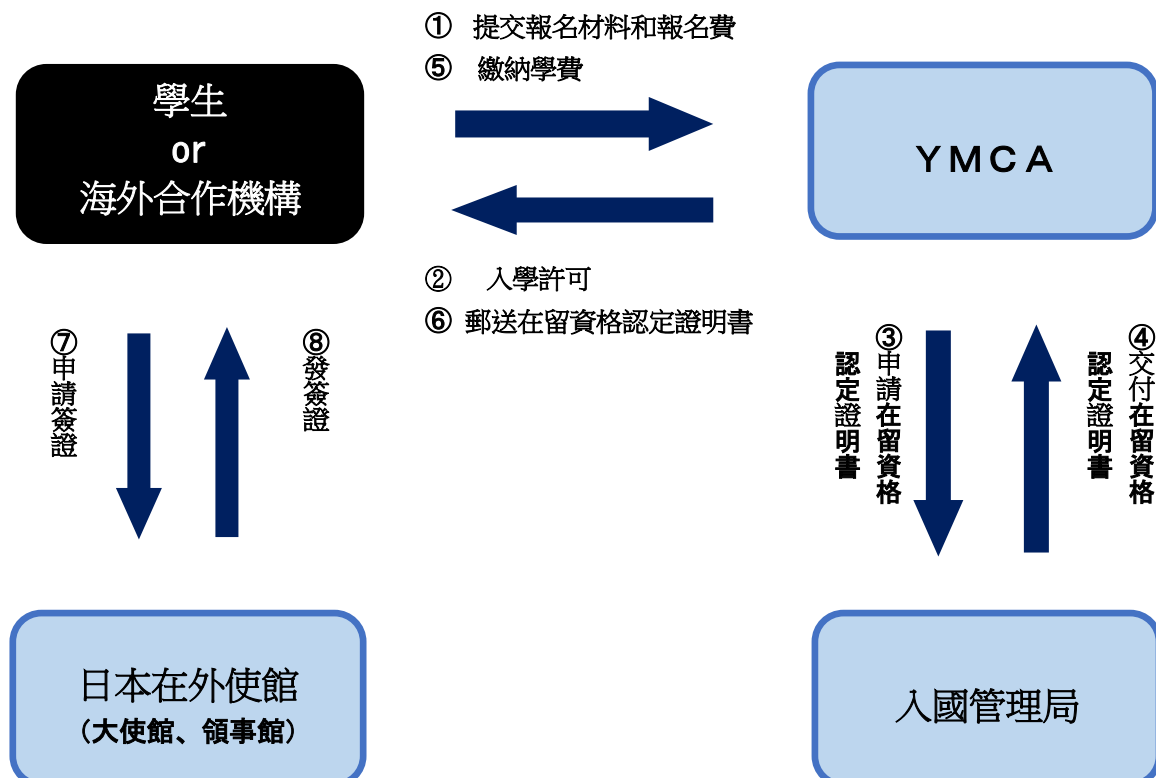 ① 提交報名材料和報名費
⑤ 繳納學費
學生
or
海外合作機構
YMCA
② 入學許可
⑥ 郵送在留資格認定證明書
⑦申請簽證
⑧發簽證
③申請在留資格
認定證明書
④交付在留資格
認定證明書
日本在外使館
(大使館、領事館)
入國管理局